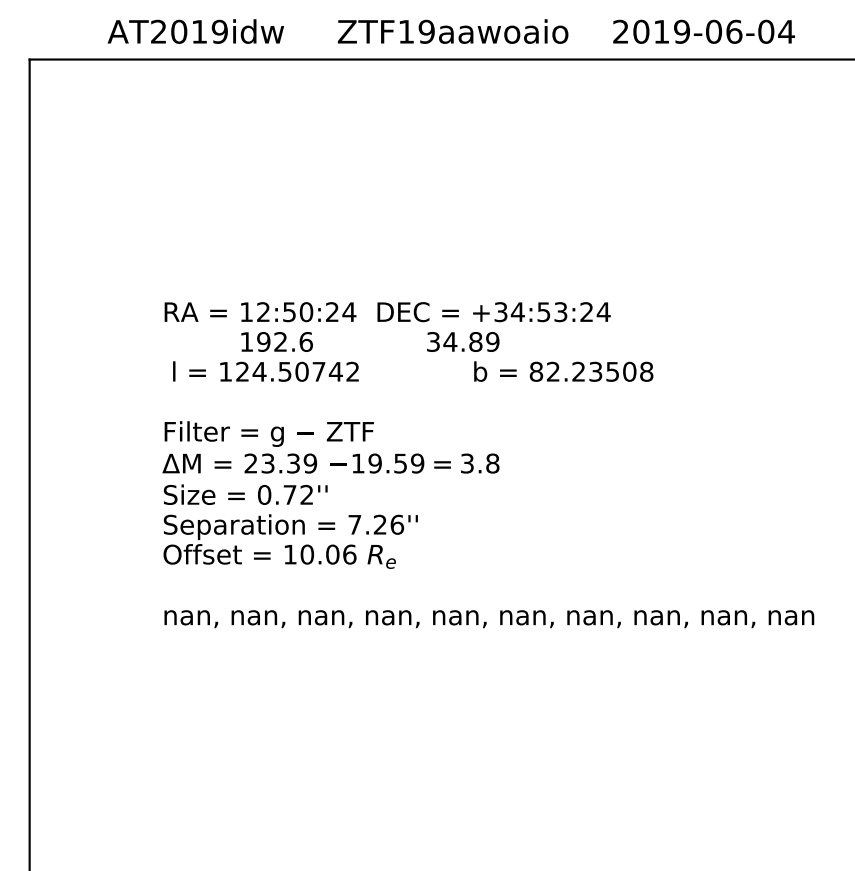 AT2019idw ZTF19aawoaio 2019-06-04
RA = 12:50:24 DEC = +34:53:24
192.6 34.89
l = 124.50742 b = 82.23508
Filter = g − ZTF
ΔM = 23.39 −19.59 = 3.8
Size = 0.72''
Separation = 7.26''
Offset = 10.06 Rₑ
nan, nan, nan, nan, nan, nan, nan, nan, nan, nan